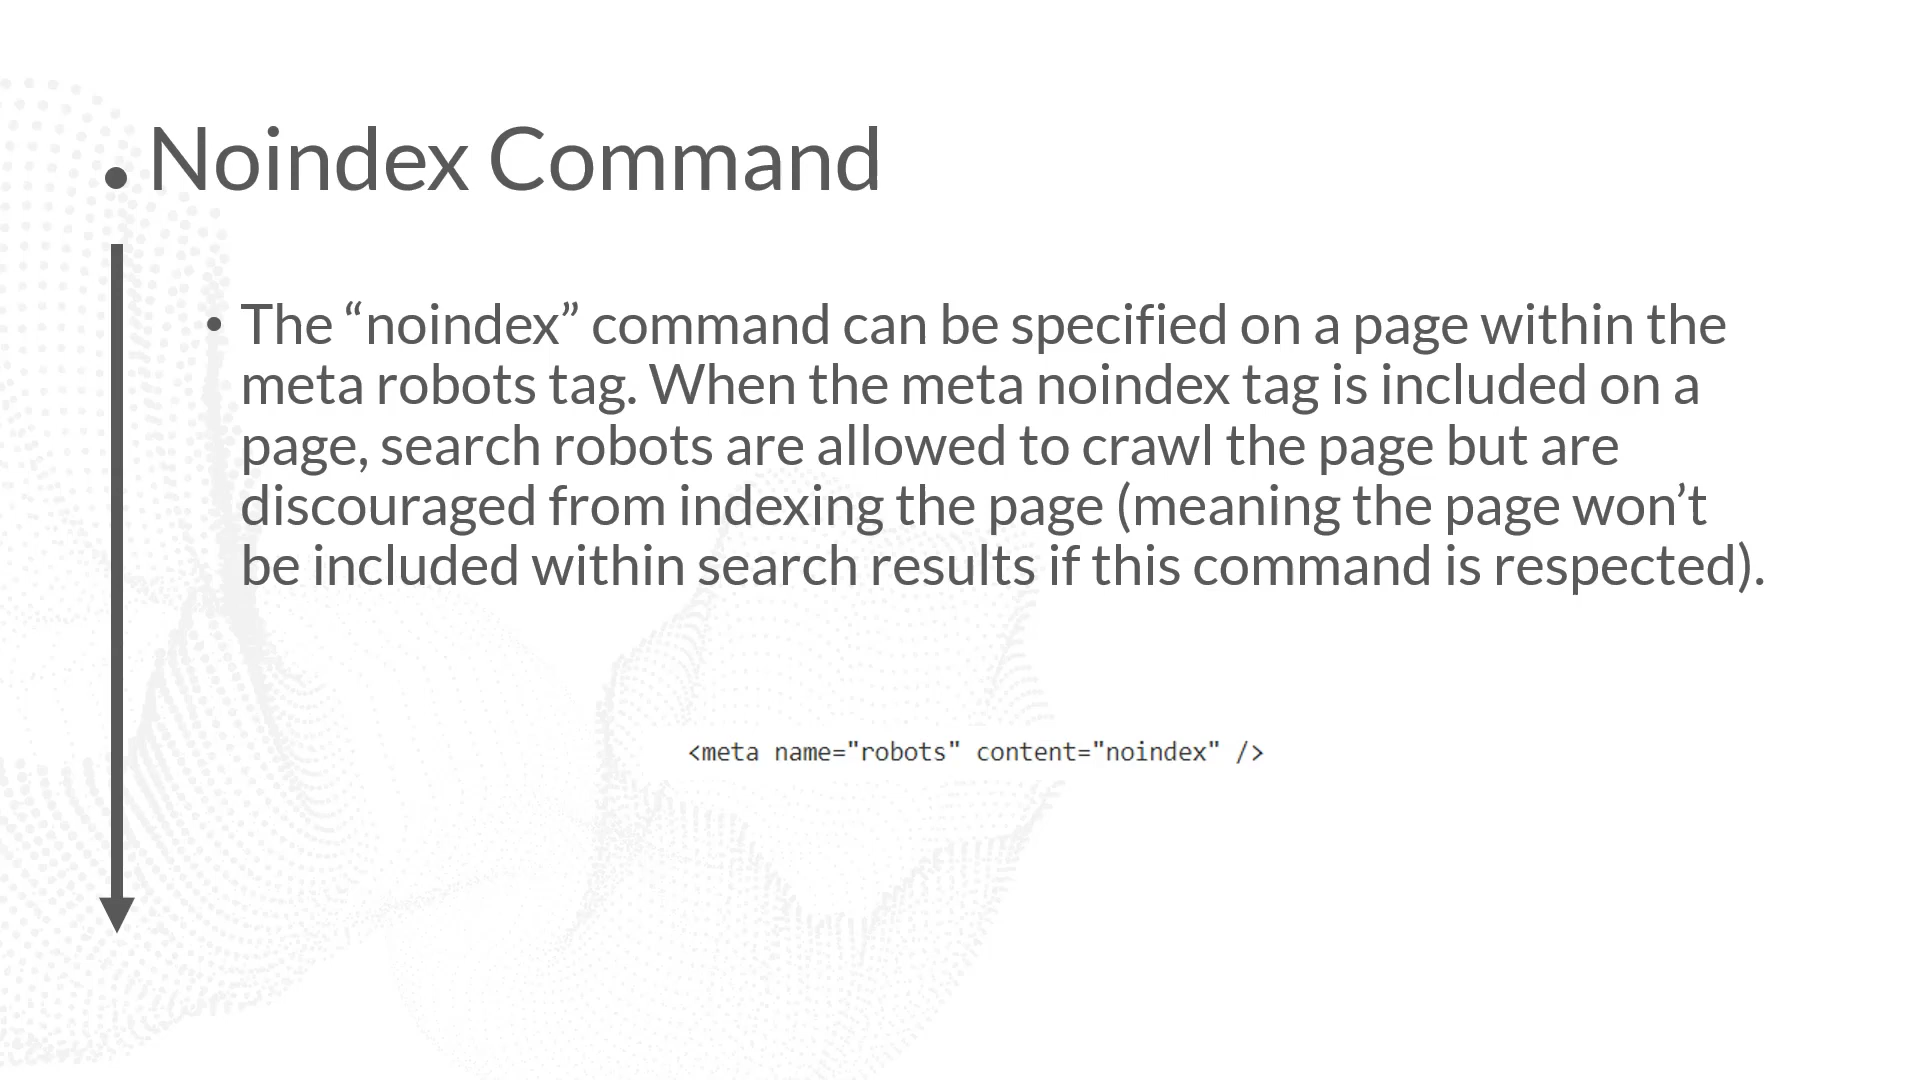 • Noindex Command
• The “noindex” command can be specified on a page within the
meta robots tag. When the meta noindex tag is included on a
page, search robots are allowed to crawl the page but are
discouraged from indexing the page (meaning the page won’t
be included within search results if this command is respected).
<meta name="robots" content="noindex" />